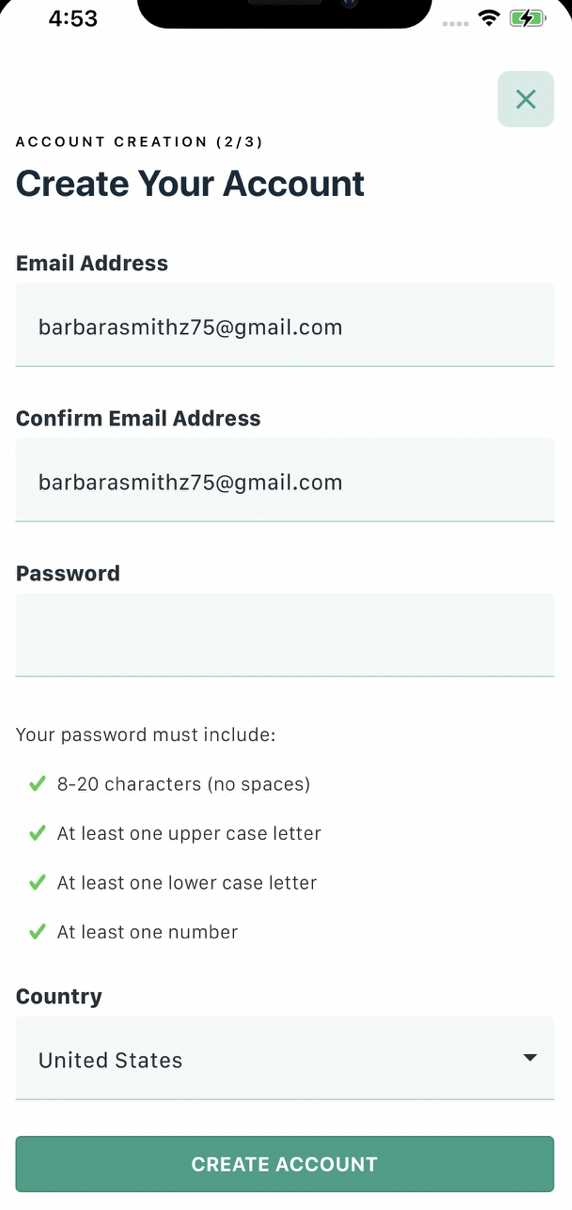 4:53
ACCOUNT CREATION (2/3)
Create Your Account
Email Address
barbarasmithz75@gmail.com
Confirm Email Address
barbarasmithz75@gmail.com
Password
Your password must include:
8-20 characters (no spaces)
At least one upper case letter
At least one lower case letter
At least one number
Country
United States
CREATE ACCOUNT